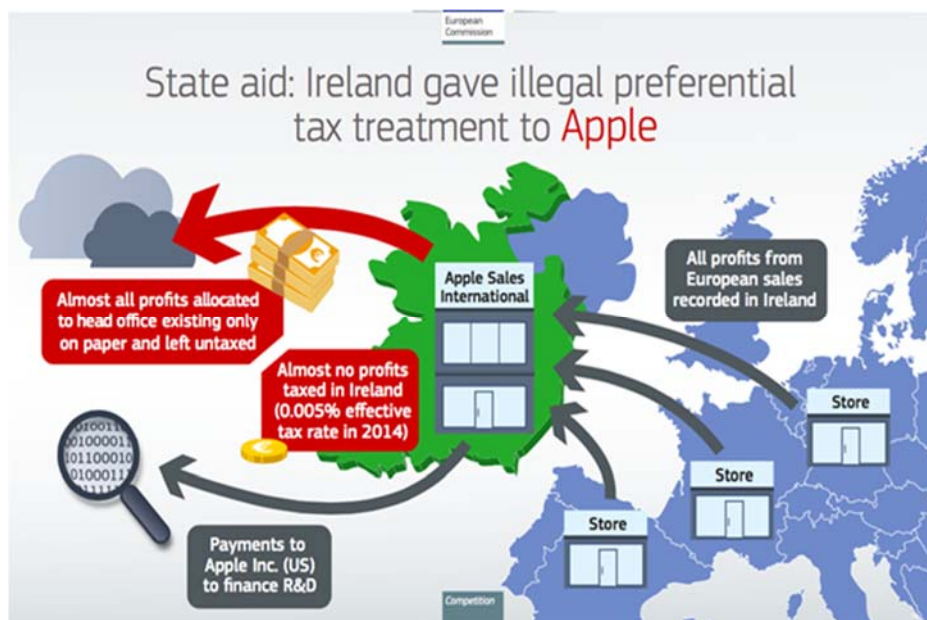 European
Commission
State aid: Ireland gave illegal preferential
tax treatment to Apple
Almost all profits allocated
to head office existing only
on paper and left untaxed
Apple Sales
International
All profits from
European sales
recorded in Ireland
Almost no profits
taxed in Ireland
(0.005% effective
tax rate in 2014)
Store
Store
Store
Payments to
Apple Inc. (US)
to finance R&D
Competition